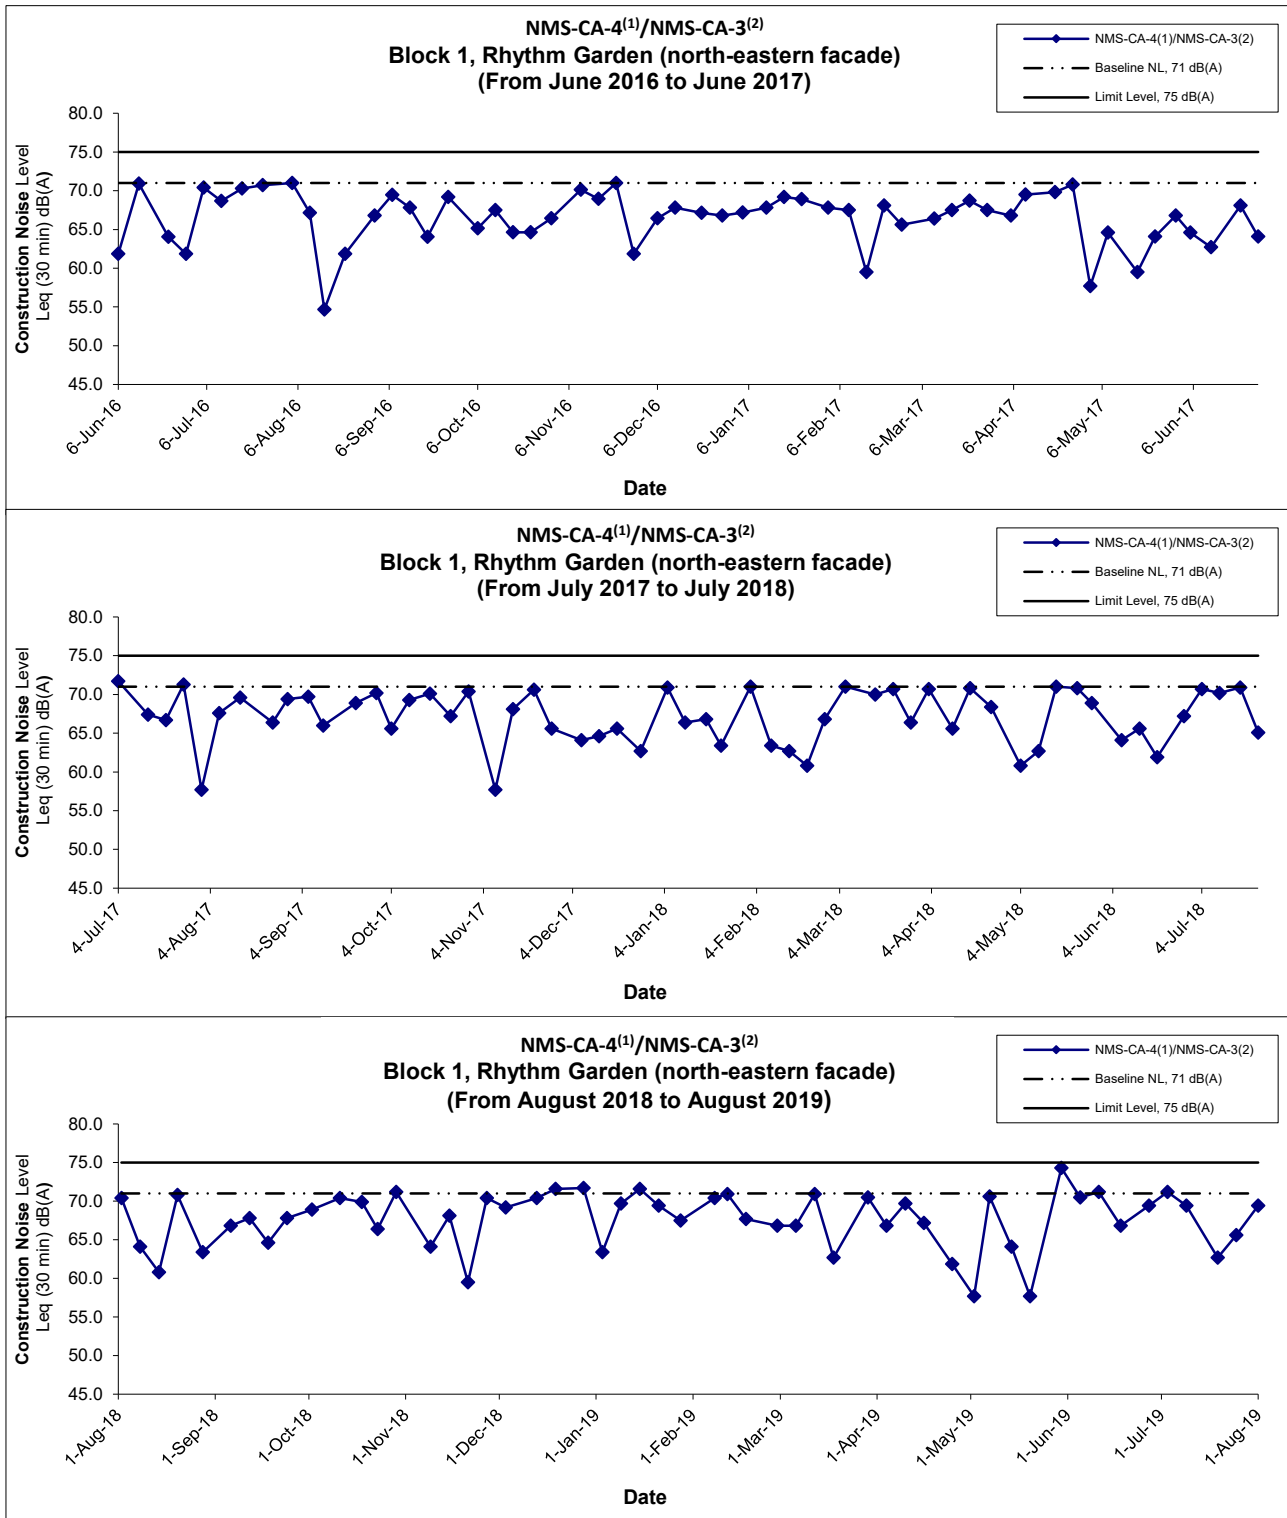 NMS-CA-4(1)/NMS-CA-3(2)
Block 1, Rhythm Garden (north-eastern facade)
(From June 2016 to June 2017)
NMS-CA-4(1)/NMS-CA-3(2)
Baseline NL, 71 dB(A)
Limit Level, 75 dB(A)
Construction Noise Level
Leq (30 min) dB(A)
80.0
75.0
70.0
65.0
60.0
55.0
50.0
45.0
6-Jun-16
6-Jul-16
6-Aug-16
6-Sep-16
6-Oct-16
6-Nov-16
6-Dec-16
6-Jan-17
6-Feb-17
6-Mar-17
6-Apr-17
6-May-17
6-Jun-17
Date
NMS-CA-4(1)/NMS-CA-3(2)
Block 1, Rhythm Garden (north-eastern facade)
(From July 2017 to July 2018)
NMS-CA-4(1)/NMS-CA-3(2)
Baseline NL, 71 dB(A)
Limit Level, 75 dB(A)
Construction Noise Level
Leq (30 min) dB(A)
80.0
75.0
70.0
65.0
60.0
55.0
50.0
45.0
4-Jul-17
4-Aug-17
4-Sep-17
4-Oct-17
4-Nov-17
4-Dec-17
4-Jan-18
4-Feb-18
4-Mar-18
4-Apr-18
4-May-18
4-Jun-18
4-Jul-18
Date
NMS-CA-4(1)/NMS-CA-3(2)
Block 1, Rhythm Garden (north-eastern facade)
(From August 2018 to August 2019)
NMS-CA-4(1)/NMS-CA-3(2)
Baseline NL, 71 dB(A)
Limit Level, 75 dB(A)
Construction Noise Level
Leq (30 min) dB(A)
80.0
75.0
70.0
65.0
60.0
55.0
50.0
45.0
1-Aug-18
1-Sep-18
1-Oct-18
1-Nov-18
1-Dec-18
1-Jan-19
1-Feb-19
1-Mar-19
1-Apr-19
1-May-19
1-Jun-19
1-Jul-19
1-Aug-19
Date